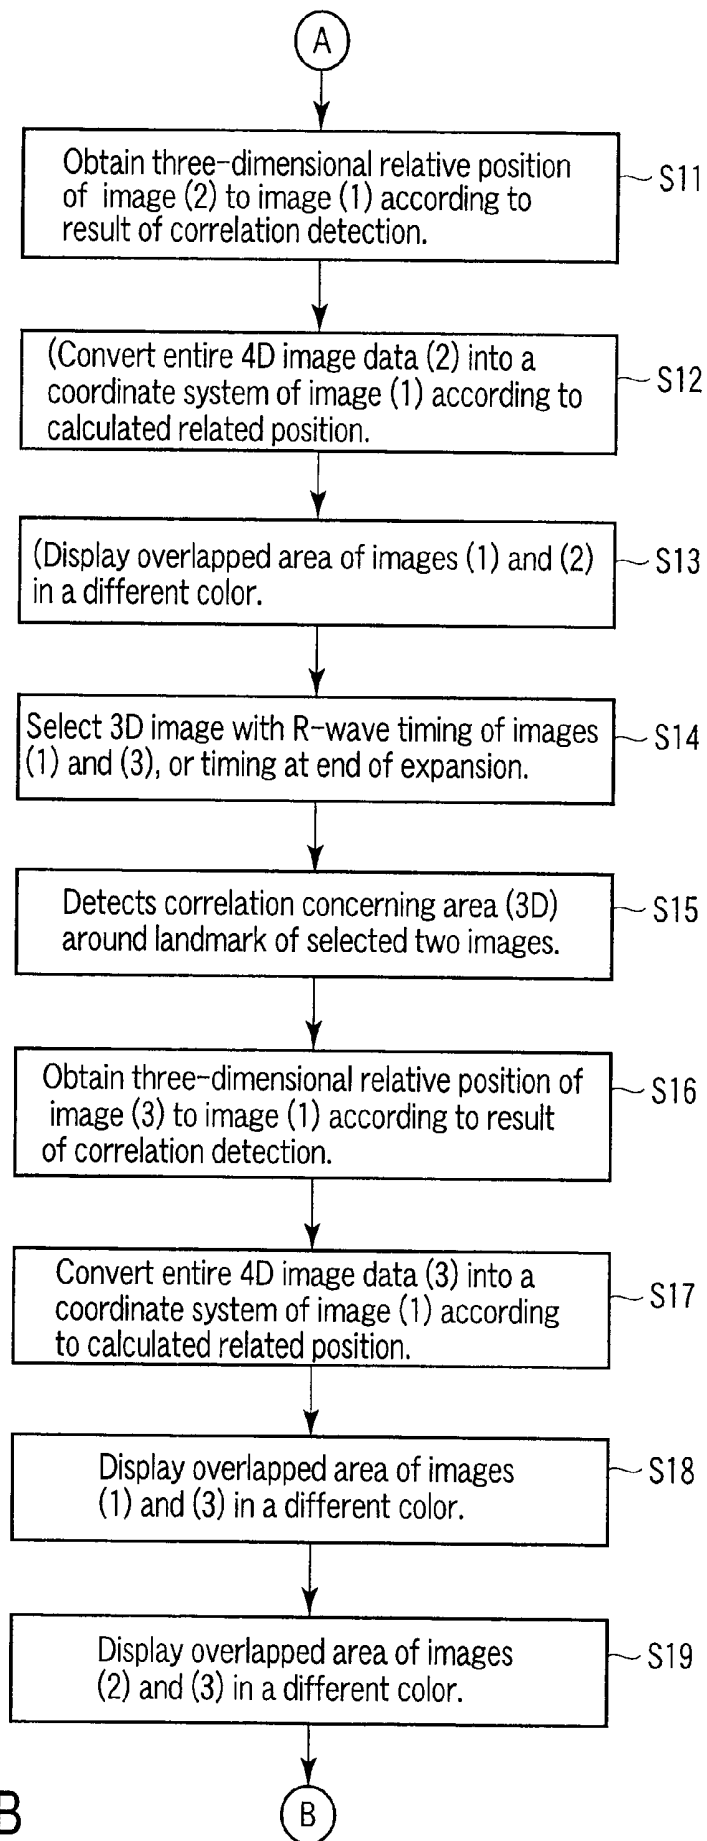 A
Obtain three-dimensional relative position
of image (2) to image (1) according to
result of correlation detection.
S11
(Convert entire 4D image data (2) into a
coordinate system of image (1) according to
calculated related position.
S12
(Display overlapped area of images (1) and (2)
in a different color.
S13
Select 3D image with R-wave timing of images
(1) and (3), or timing at end of expansion.
S14
Detects correlation concerning area (3D)
around landmark of selected two images.
S15
Obtain three-dimensional relative position of
image (3) to image (1) according to result
of correlation detection.
S16
Convert entire 4D image data (3) into a
coordinate system of image (1) according
to calculated related position.
S17
Display overlapped area of images
(1) and (3) in a different color.
S18
Display overlapped area of images
(2) and (3) in a different color.
S19
B
B